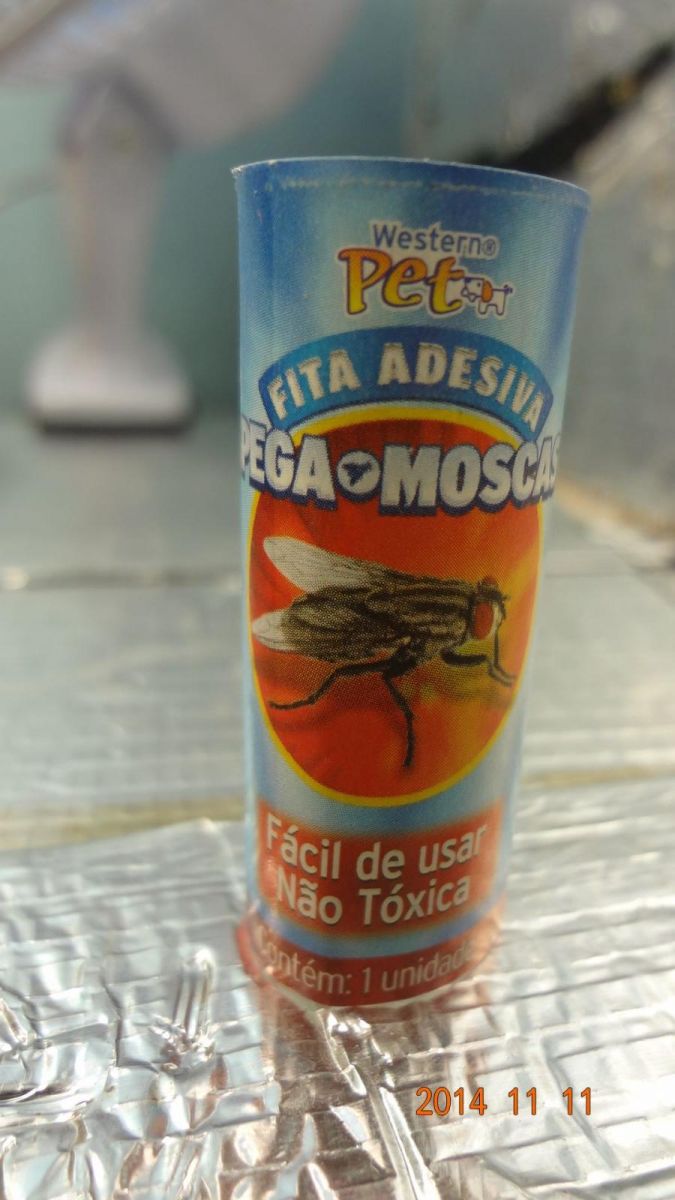 Western®
Pet
FITA ADESIVA
PEGA MOSCAS
Fácil de usar
Não Tóxica
Contém: 1 unidade
2014 11 11